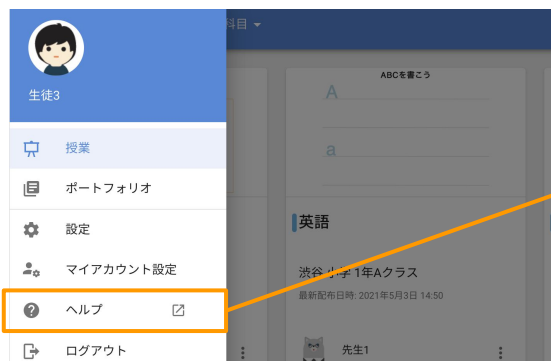 生徒3
授業
ポートフォリオ
設定
マイアカウント設定
ヘルプ
ログアウト
科目
ABCを書こう
A
a
英語
渋谷 小学 1年Aクラス
最新配布日時: 2021年5月3日 14:50
先生1